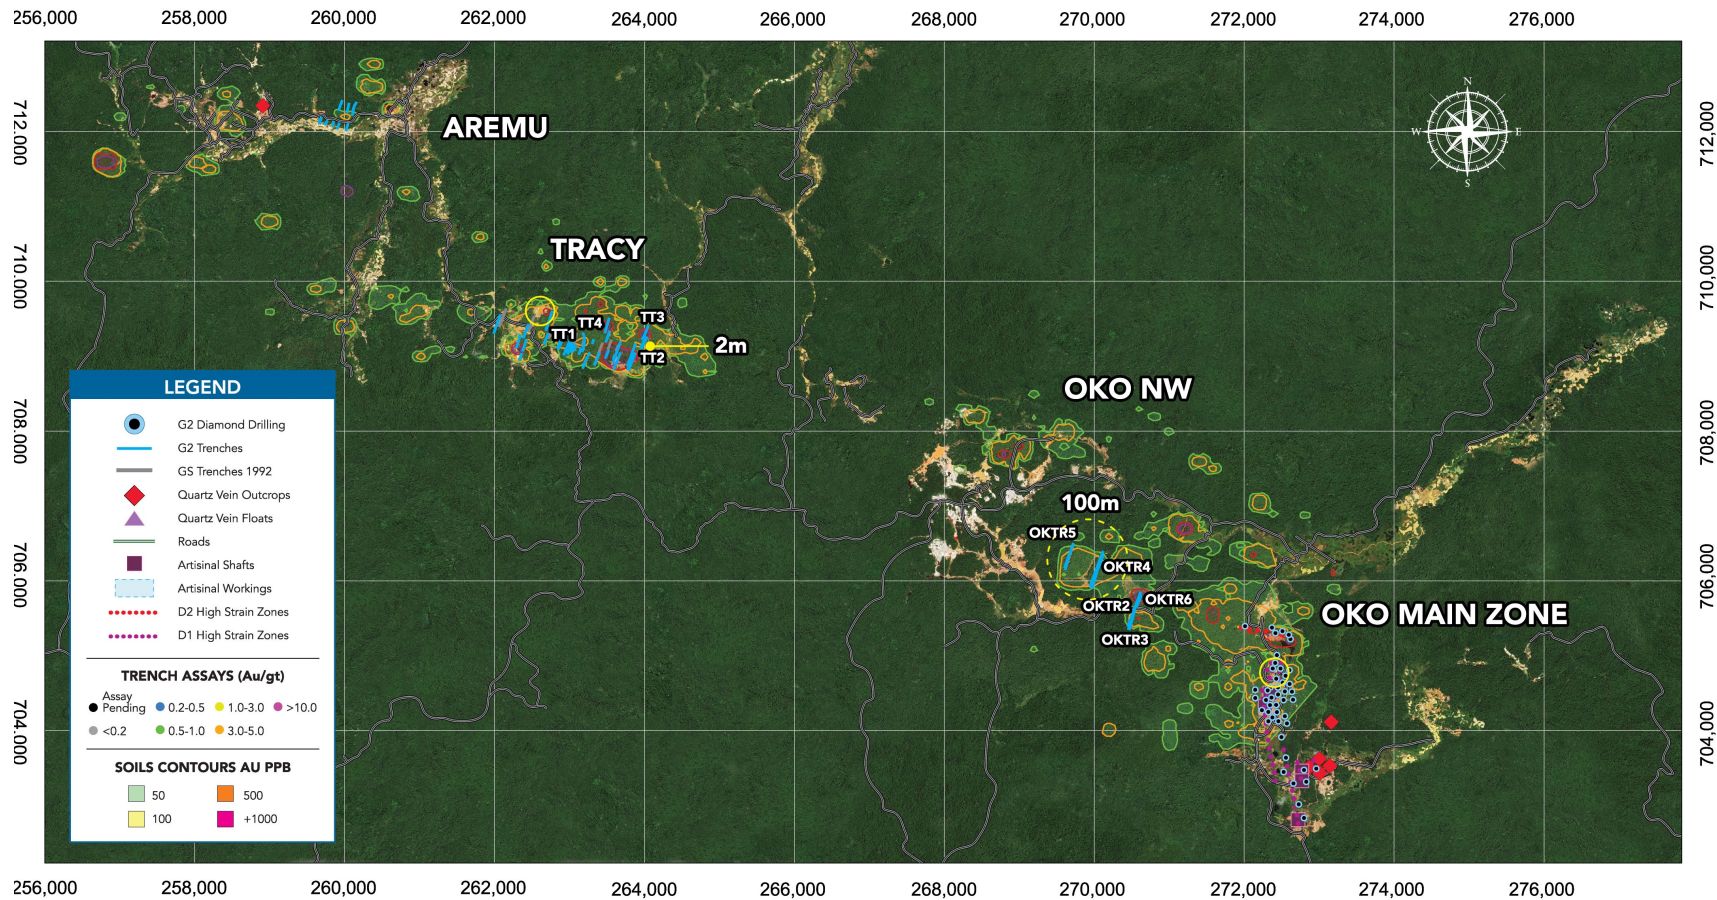 256,000 258,000 260,000 262,000 264,000 266,000 268,000 270,000 272,000 274,000 276,000
712.000
710.000
708.000
706.000
704.000
712,000
710,000
708,000
706,000
704,000
N
W E
S
AREMU
TRACY
TT1
TT4
TT3
TT2
2m
OKO NW
100m
OKTR5
OKTR4
OKTR2
OKTR6
OKTR3
OKO MAIN ZONE
LEGEND
G2 Diamond Drilling
G2 Trenches
GS Trenches 1992
Quartz Vein Outcrops
Quartz Vein Floats
Roads
Artisinal Shafts
Artisinal Workings
D2 High Strain Zones
D1 High Strain Zones
TRENCH ASSAYS (Au/gt)
Assay
Pending 0.2-0.5 1.0-3.0 >10.0
<0.2 0.5-1.0 3.0-5.0
SOILS CONTOURS AU PPB
50 500
100 +1000
256,000 258,000 260,000 262,000 264,000 266,000 268,000 270,000 272,000 274,000 276,000